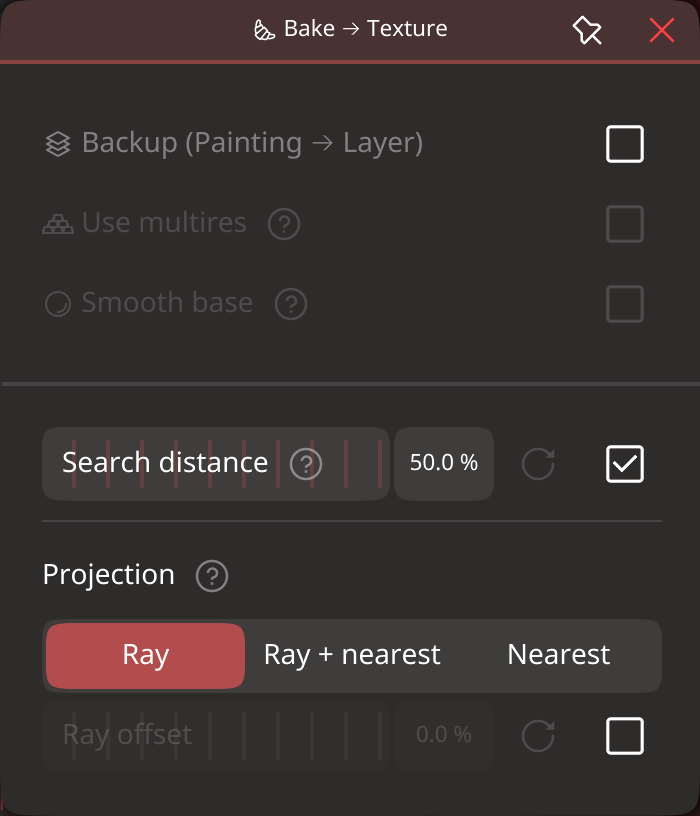 Bake → Texture
Backup (Painting → Layer)
Use multires ?
Smooth base ?
Search distance ? 50.0 %
Projection ?
Ray Ray + nearest Nearest
Ray offset 0.0 %